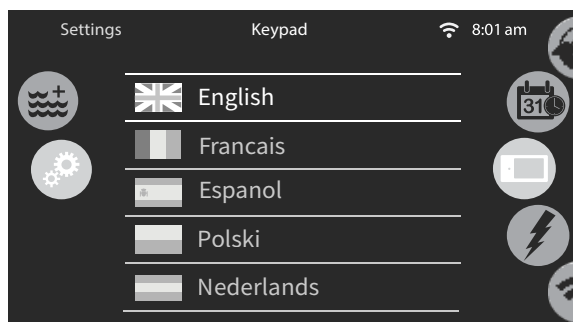 Settings Keypad 8:01 am
English
31
Francais
Espanol
Polski
Nederlands